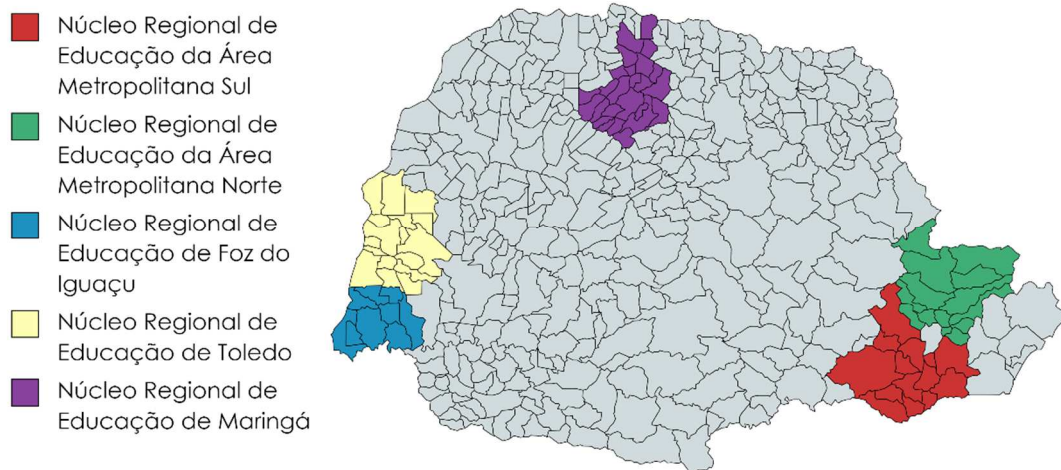 Núcleo Regional de
Educação da Área
Metropolitana Sul
Núcleo Regional de
Educação da Área
Metropolitana Norte
Núcleo Regional de
Educação de Foz do
Iguaçu
Núcleo Regional de
Educação de Toledo
Núcleo Regional de
Educação de Maringá